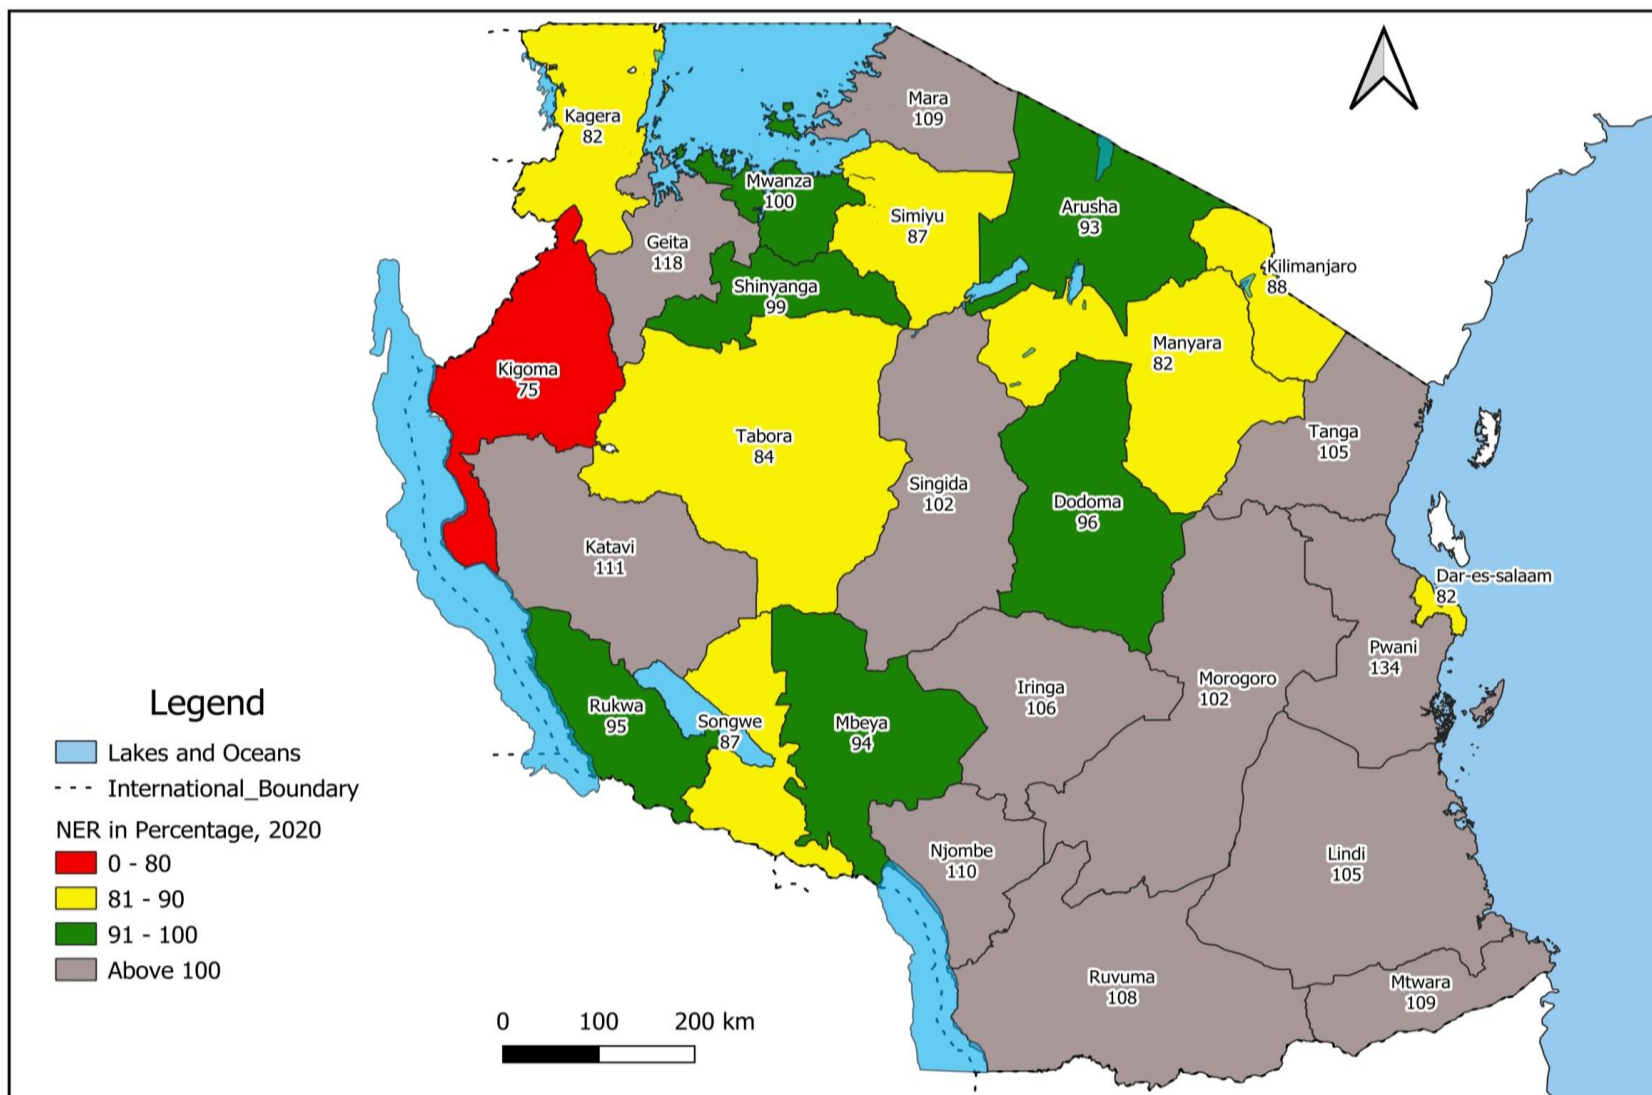 Mara
109
Kagera
82
Mwanza
100
Simiyu
87
Arusha
93
Geita
118
Kilimanjaro
88
Shinyanga
99
Manyara
82
Kigoma
75
Tabora
84
Tanga
105
Singida
102
Dodoma
96
Katavi
111
Dar-es-salaam
82
Pwani
134
Iringa
106
Morogoro
102
Rukwa
95
Songwe
87
Mbeya
94
Njombe
110
Lindi
105
Ruvuma
108
Mtwara
109
Legend
Lakes and Oceans
International_Boundary
NER in Percentage, 2020
0 - 80
81 - 90
91 - 100
Above 100
0 100 200 km